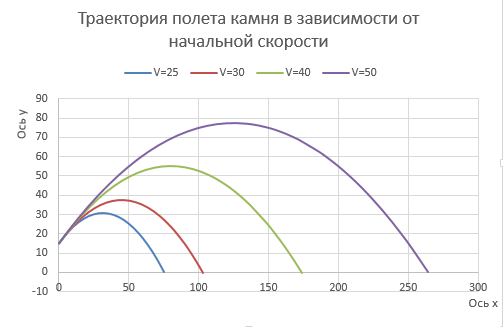 Траектория полета камня в зависимости от
начальной скорости
V=25 V=30 V=40 V=50
Ось y
90
80
70
60
50
40
30
20
10
0
-10
0 50 100 150 200 250 300
Ось x